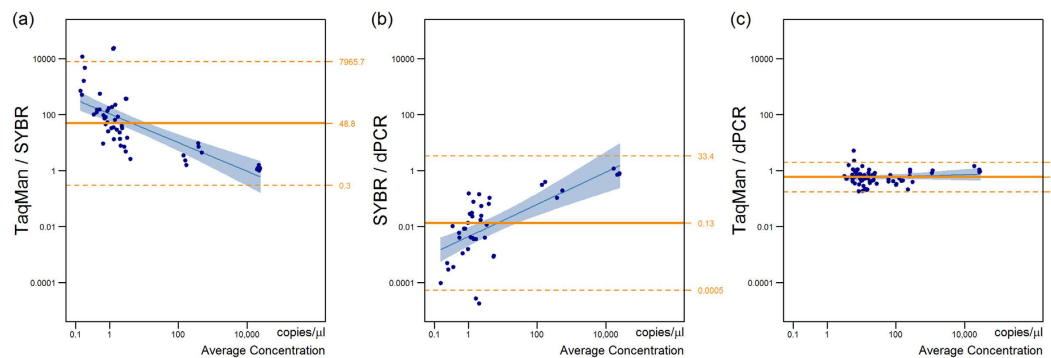 (a)
TaqMan / SYBR
10000
100
1
0.01
0.0001
7965.7
48.8
0.3
0.1
1
100
10,000
copies/µl
Average Concentration
(b)
SYBR / dPCR
10000
100
1
0.01
0.0001
33.4
0.13
0.0005
0.1
1
100
10,000
copies/µl
Average Concentration
(c)
TaqMan / dPCR
10000
100
1
0.01
0.0001
0.1
1
100
10,000
copies/µl
Average Concentration